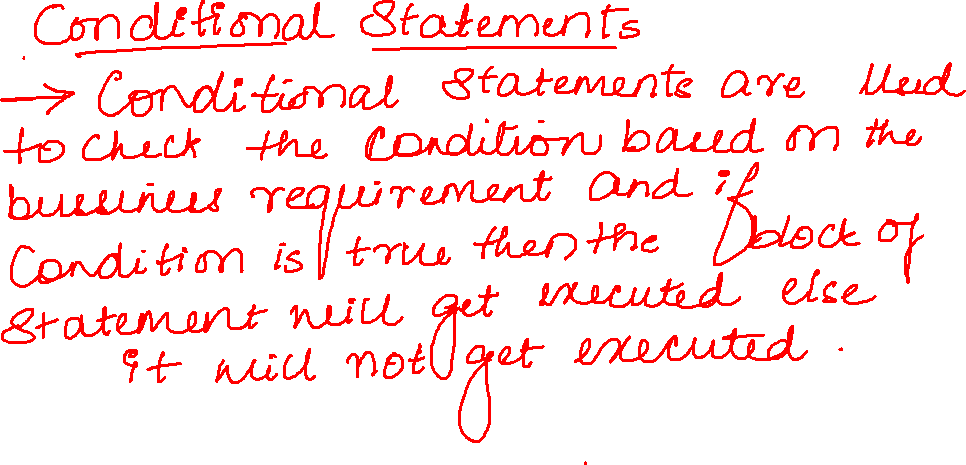 Conditional Statements
→ Conditional Statements are Used
to check the Condition based on the
bussiness requirement and if
Condition is true then the block of
Statement will get executed else
it will not get executed.